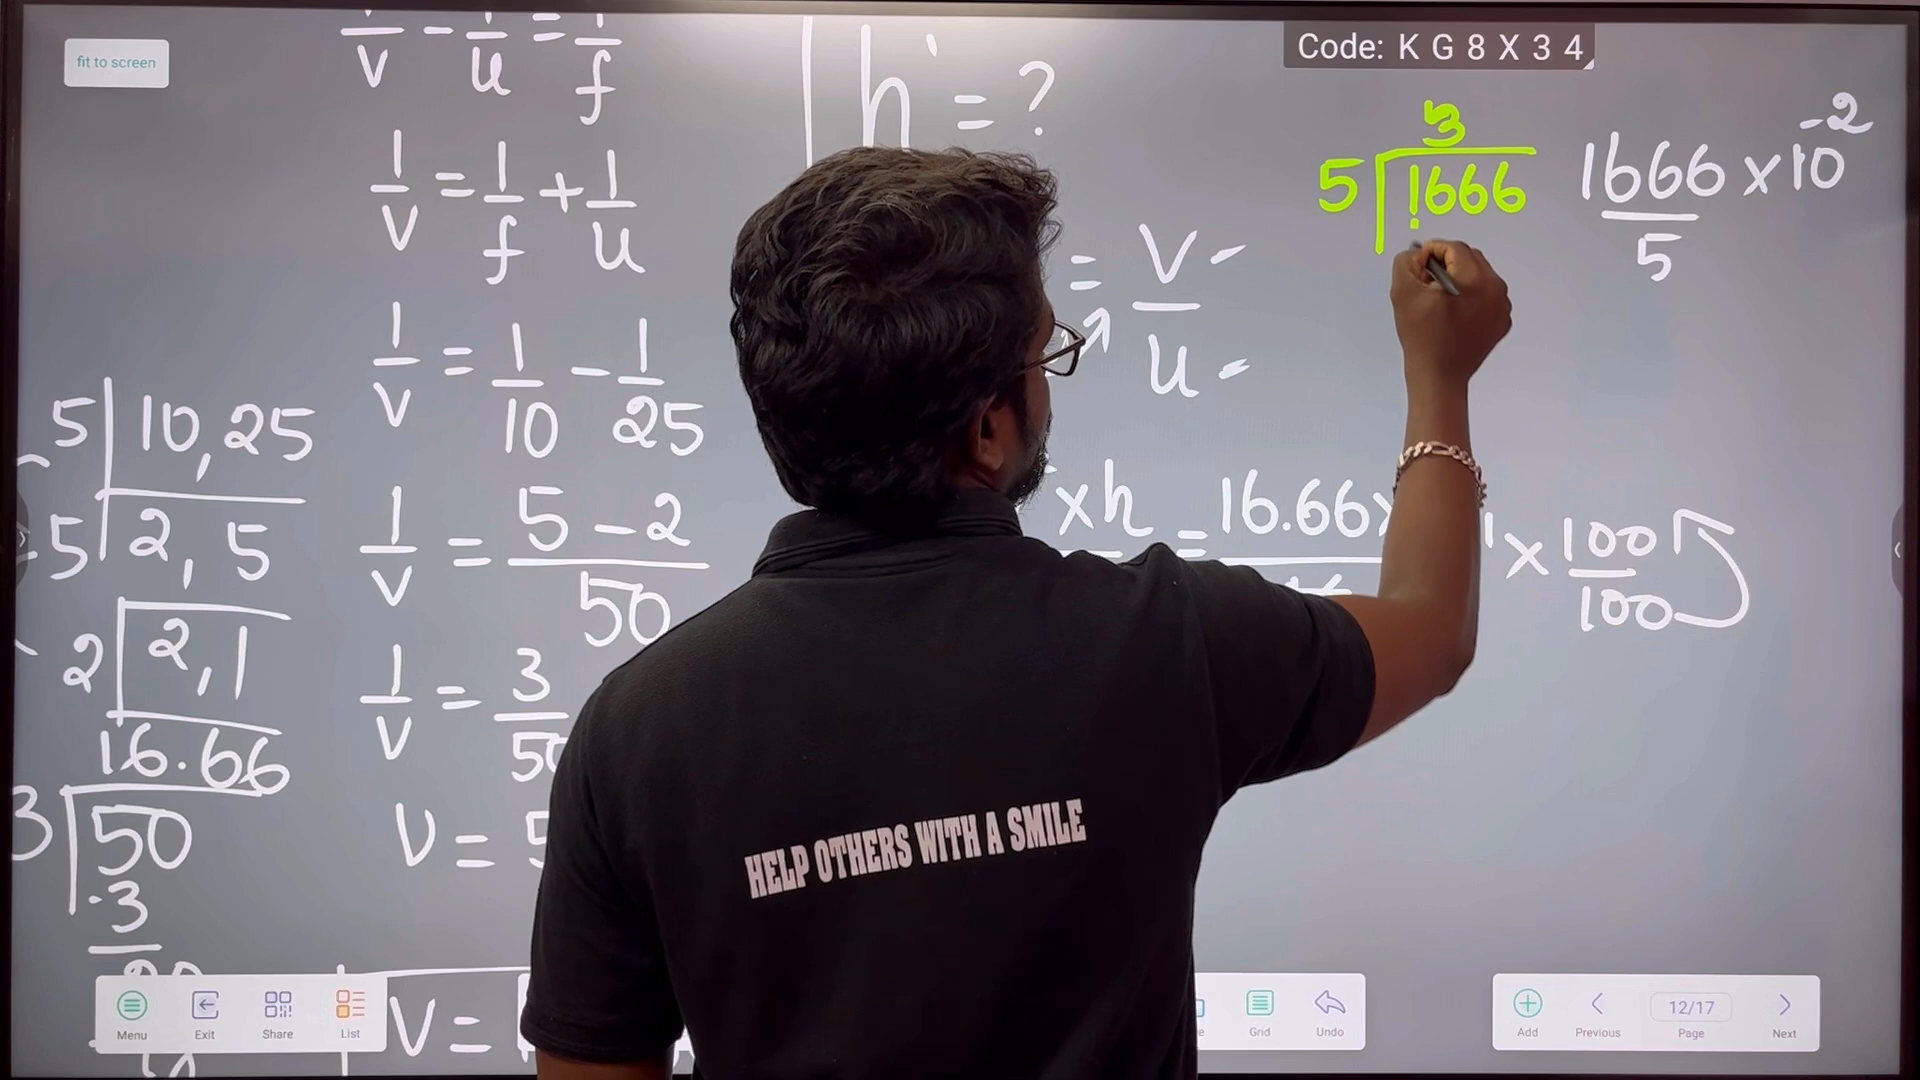 fit to screen
Code: K G 8 X 3 4
1/v - 1/u = 1/f
1/v = 1/f + 1/u
1/v = 1/10 - 1/25
1/v = 5 - 2/50
1/v = 3/50
V =
V =
5 10, 25
5 2, 5
2 2, 1
16.66
3 50
-3
h' = ?
= v/u
x h = 16.66
x 100/100
3
5 1666
1666/5 x 10^-2
HELP OTHERS WITH A SMILE
Menu Exit Share List
Grid Undo
Add Previous 12/17 Page Next